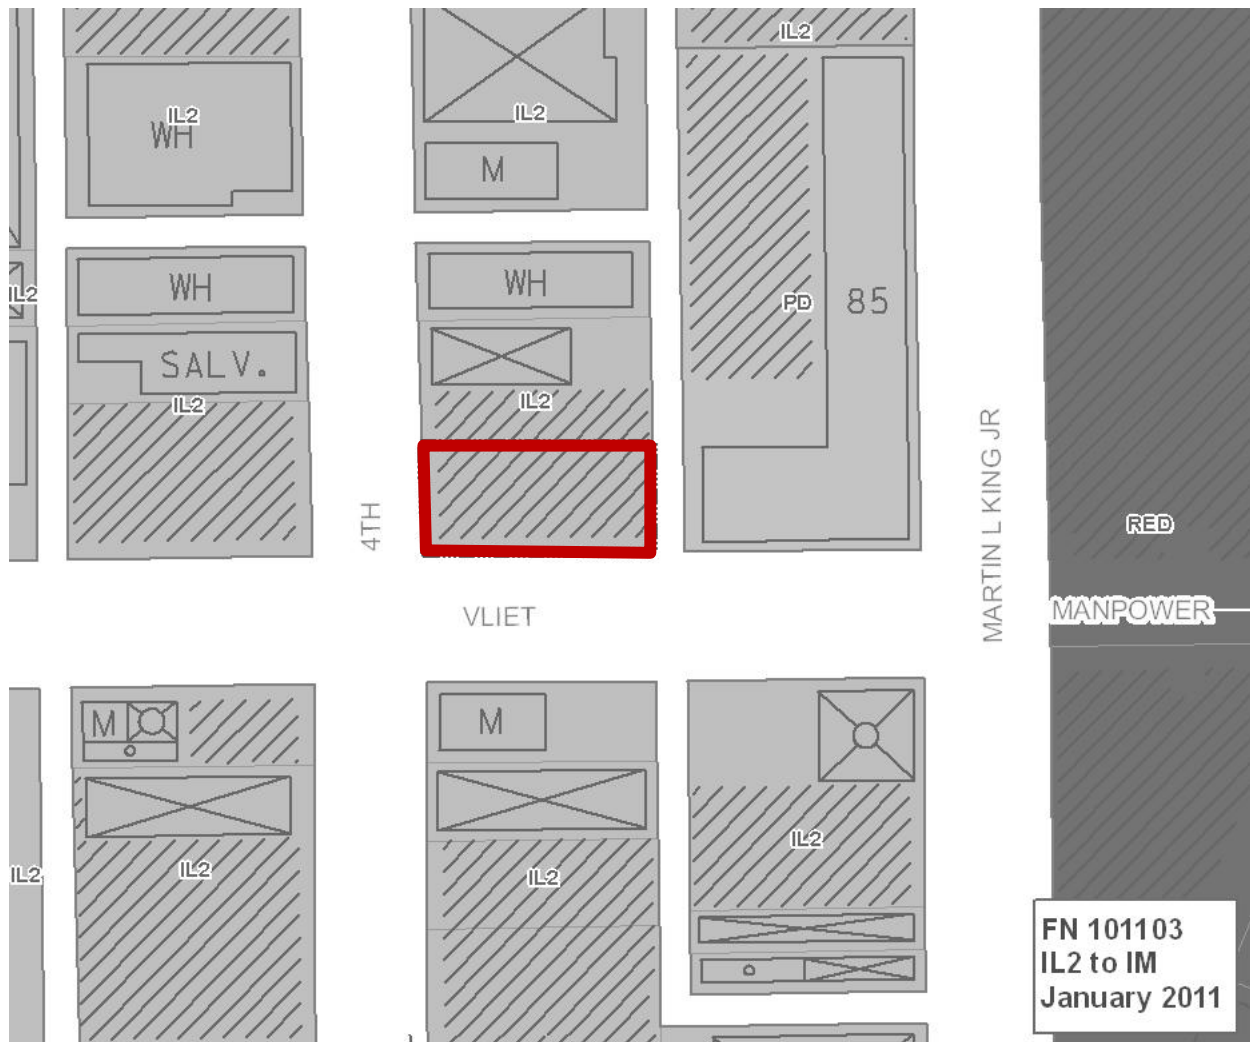 IL2
IL2
WH
IL2
M
WH
WH
IL2
PD
85
SALV.
IL2
IL2
4TH
MARTIN L KING JR
RED
VLIET
MANPOWER
M
M
IL2
IL2
IL2
IL2
FN 101103
IL2 to IM
January 2011